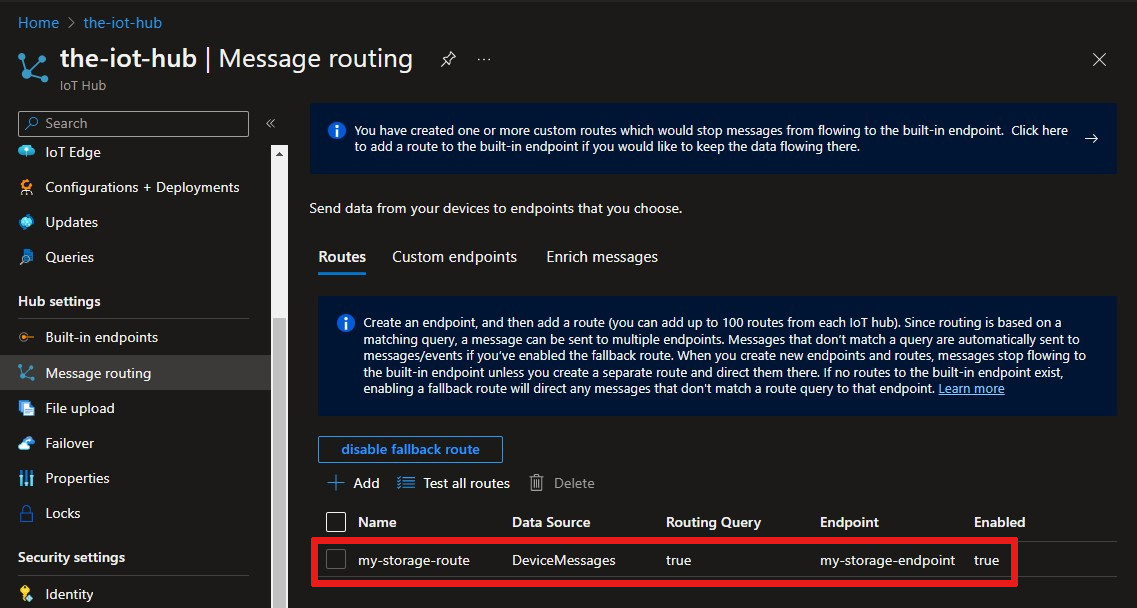 Home > the-iot-hub
the-iot-hub | Message routing ...
IoT Hub
Search «
IoT Edge
Configurations + Deployments
Updates
Queries
Hub settings
Built-in endpoints
Message routing
File upload
Failover
Properties
Locks
Security settings
Identity
You have created one or more custom routes which would stop messages from flowing to the built-in endpoint. Click here
to add a route to the built-in endpoint if you would like to keep the data flowing there.
Send data from your devices to endpoints that you choose.
Routes Custom endpoints Enrich messages
Create an endpoint, and then add a route (you can add up to 100 routes from each IoT hub). Since routing is based on a
matching query, a message can be sent to multiple endpoints. Messages that don't match a query are automatically sent to
messages/events if you've enabled the fallback route. When you create new endpoints and routes, messages stop flowing to
the built-in endpoint unless you create a separate route and direct them there. If no routes to the built-in endpoint exist,
enabling a fallback route will direct any messages that don't match a route query to that endpoint. Learn more
disable fallback route
Add Test all routes Delete
Name Data Source Routing Query Endpoint Enabled
my-storage-route DeviceMessages true my-storage-endpoint true